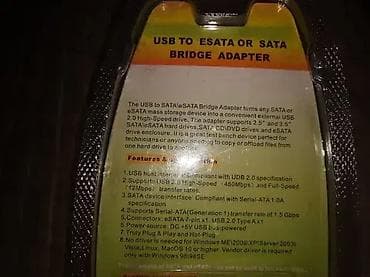 USB TO ESATA OR SATA
BRIDGE ADAPTER
The USB to SATA\eSATA Bridge Adapter turns any SATA or
eSATA mass storage device into a convenient external USB
2.0 High-Speed drive. The adapter supports 2.5" and 3.5"
SATA\eSATA hard drives, SATA CD\DVD drives and eSATA
drive enclosure. It is a great test bench device perfect for
technicians or anyone needing to copy or offload files from
one hard drive to another.
Features &
1.USB host interface compliant with UDB 2.0 specification
2.Supports USB 2.0 High-Speed (450Mbps) and Full-Speed
(12Mbps) transfer rates.
3.SATA device interface Compliant with Serial-ATA 1.0A
specification
4.Supports Serial-ATA(Generation 1) transfer rate of 1.5 Gbps
5.Connectors: eSATA 7-pin x1, USB 2.0 Type A x1
6.Power source: DC +5V USB bus powered
7.Truly Plug & Play and Hot-Plug
8.No driver is needed for Windows ME\2000\XP\Server 2003\
Vista,Linux, MacOS 10 or higher. Vendor driver is required
only with Windows 98\98SE